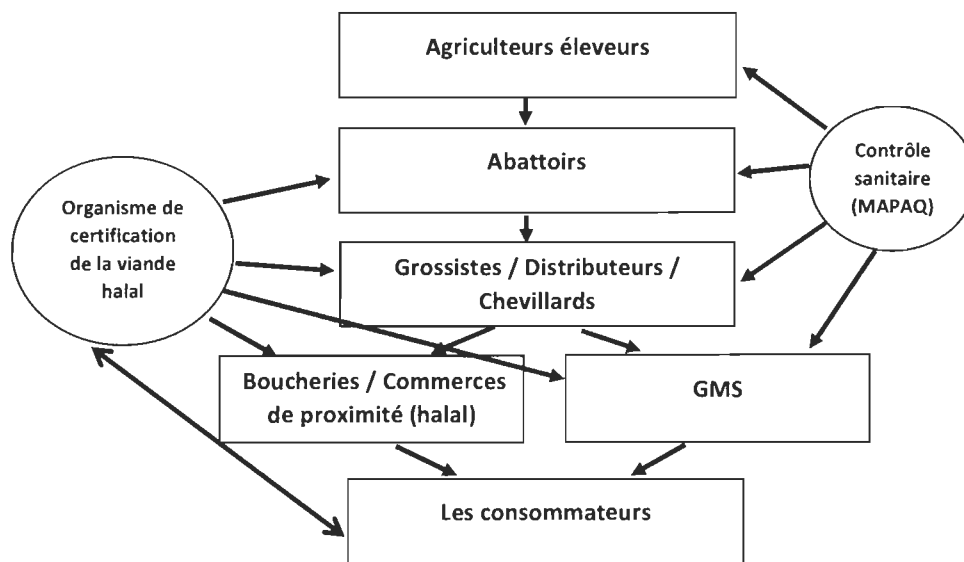 Agriculteurs éleveurs
Abattoirs
Contrôle
sanitaire
(MAPAQ)
Organisme de
certification
de la viande
halal
Grossistes / Distributeurs /
Chevillards
Boucheries / Commerces
de proximité (halal)
GMS
Les consommateurs